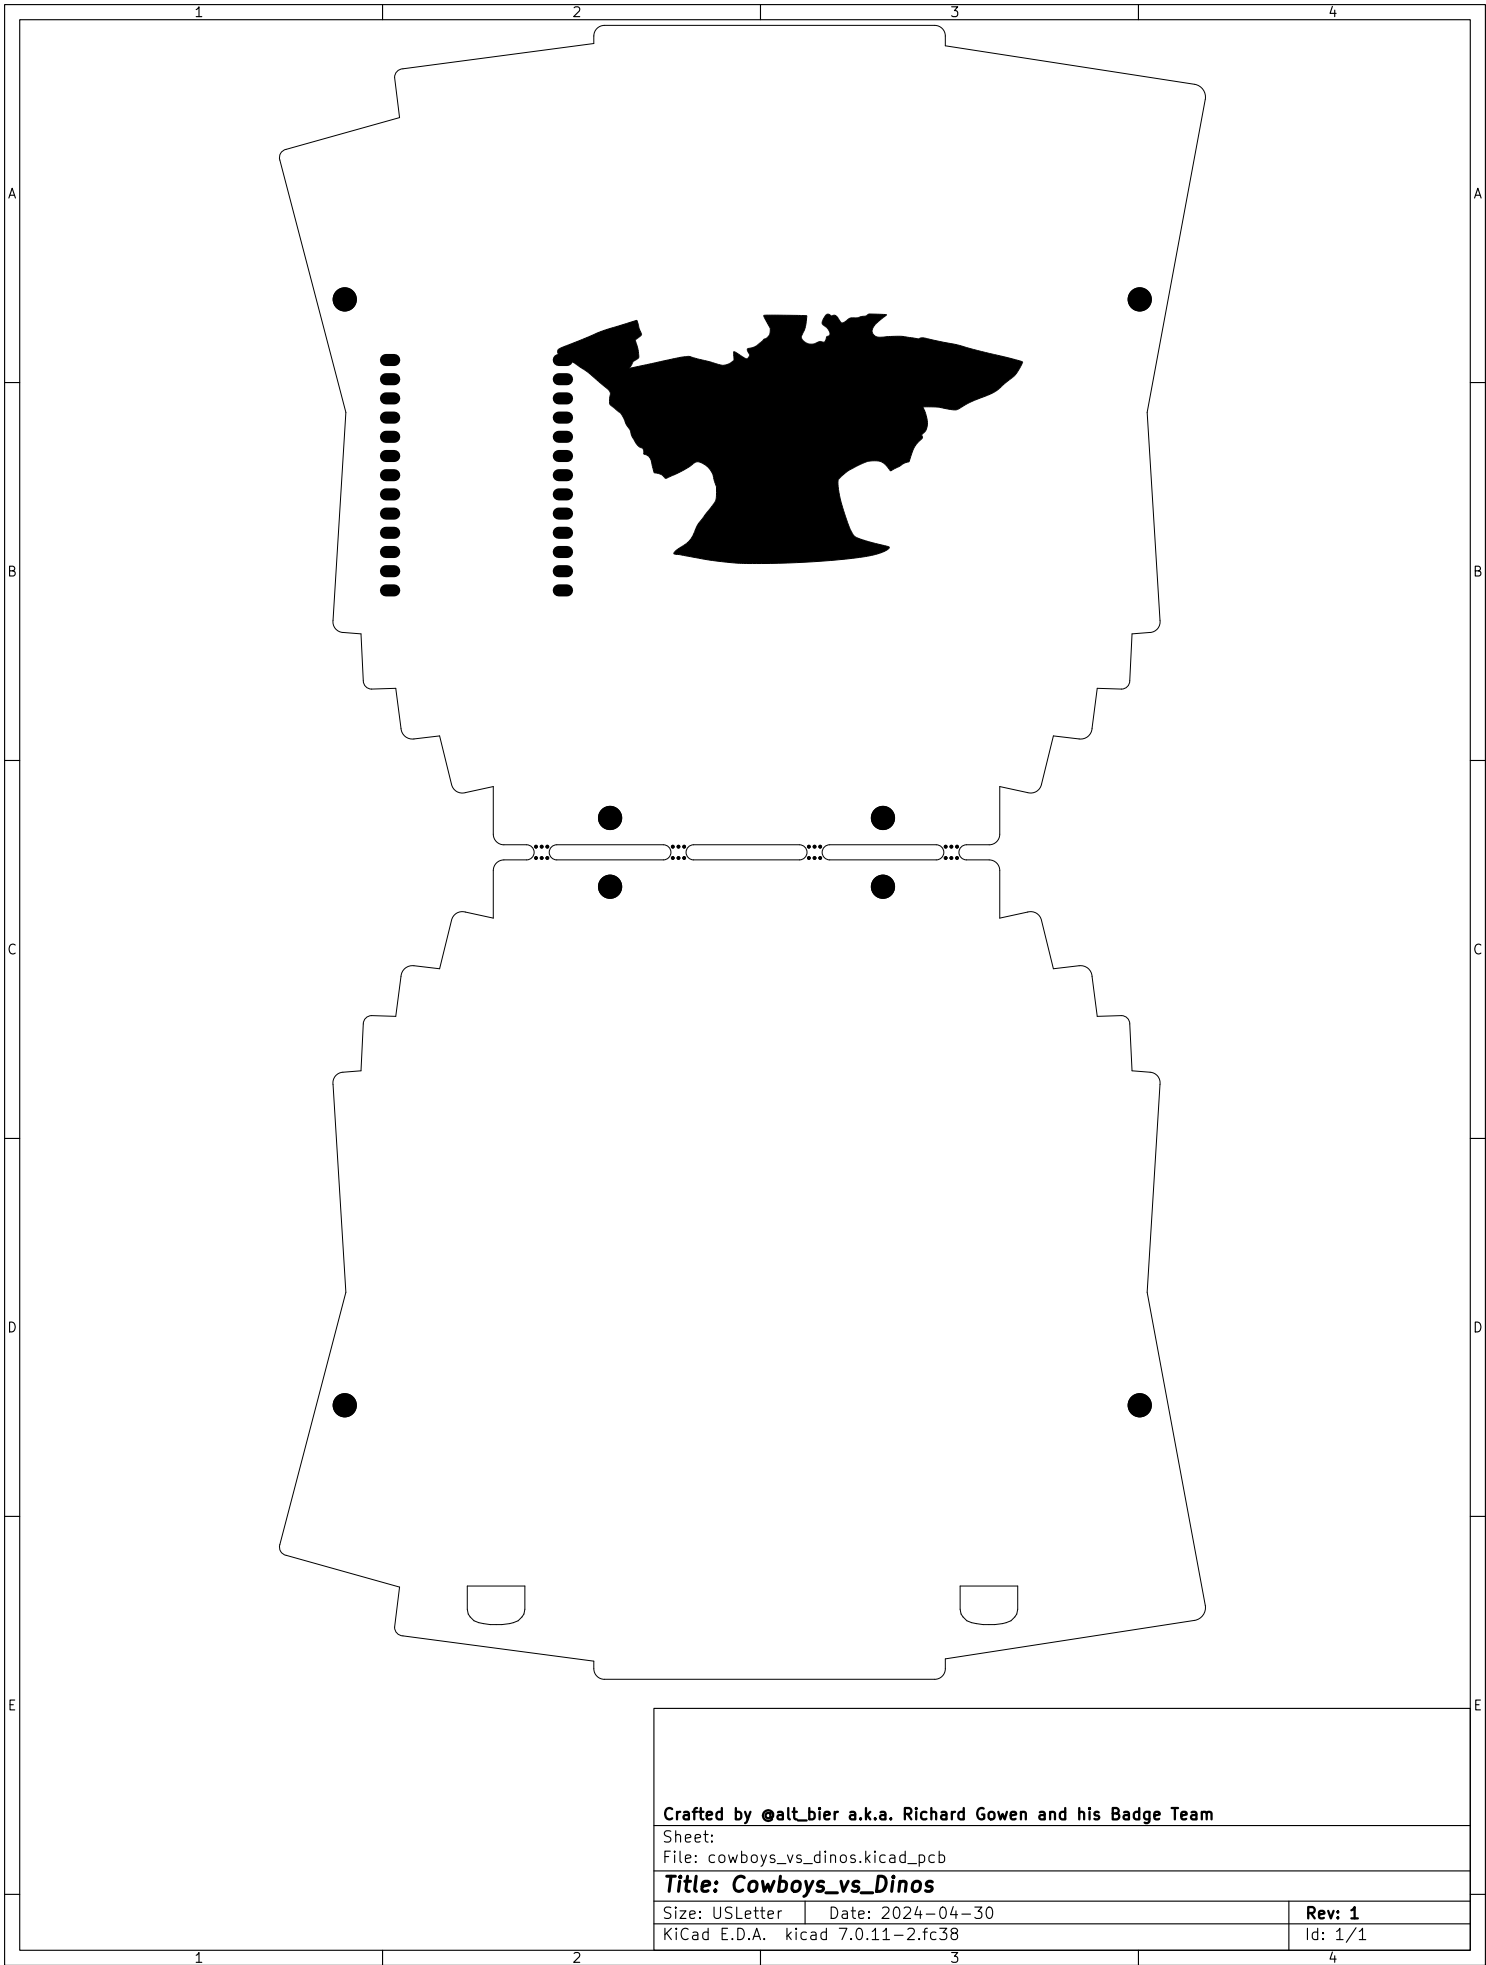 1 2 3 4
A A
B B
C C
D D
E E
Crafted by @alt_bier a.k.a. Richard Gowen and his Badge Team
Sheet:
File: cowboys_vs_dinos.kicad_pcb
Title: Cowboys_vs_Dinos
Size: USLetter Date: 2024-04-30 Rev: 1
KiCad E.D.A. kicad 7.0.11-2.fc38 Id: 1/1
1 2 3 4